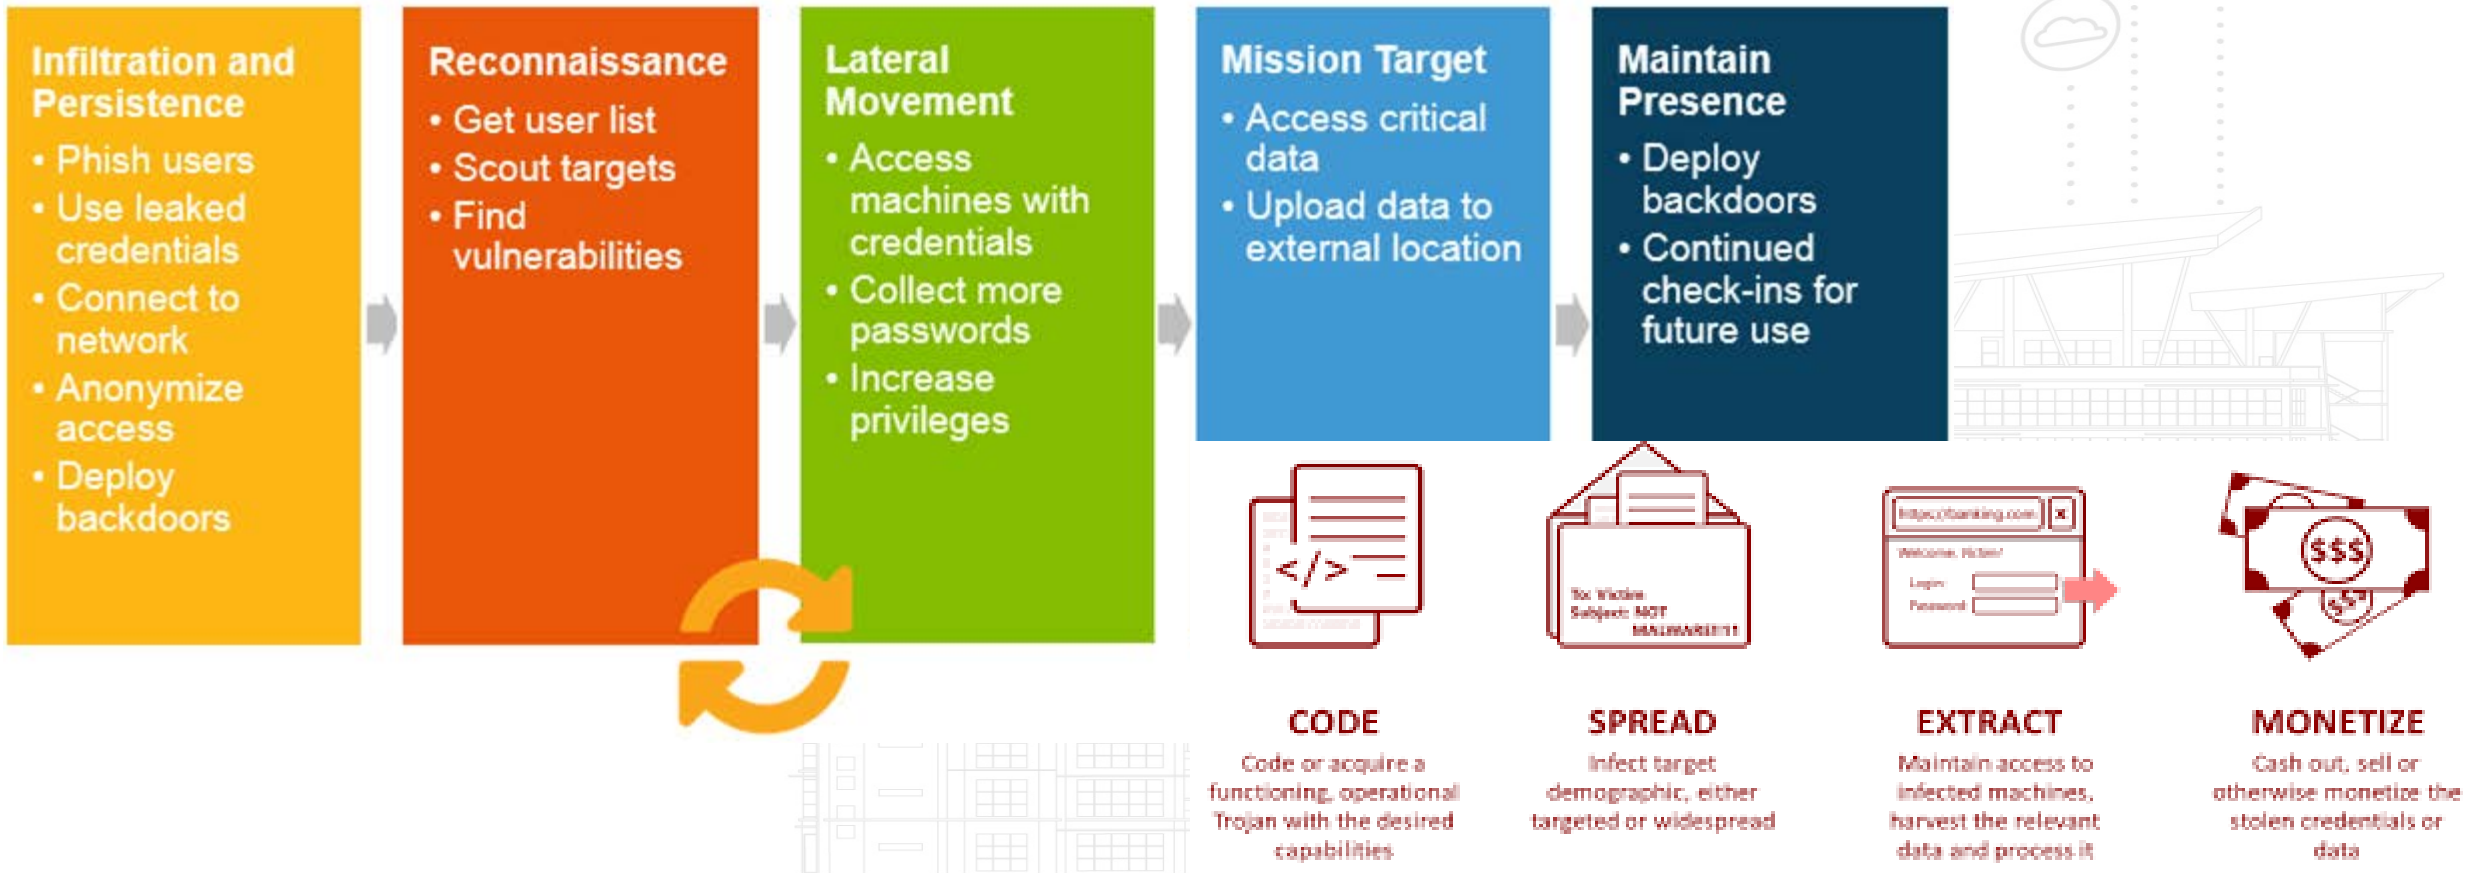 Infiltration and
Persistence
• Phish users
• Use leaked
credentials
• Connect to
network
• Anonymize
access
• Deploy
backdoors
Reconnaissance
• Get user list
• Scout targets
• Find
vulnerabilities
Lateral
Movement
• Access
machines with
credentials
• Collect more
passwords
• Increase
privileges
Mission Target
• Access critical
data
• Upload data to
external location
Maintain
Presence
• Deploy
backdoors
• Continued
check-ins for
future use
</>
CODE
Code or acquire a
functioning, operational
Trojan with the desired
capabilities
To: Victim
Subject: NOT
MALWARE!!!1
SPREAD
Infect target
demographic, either
targeted or widespread
https://banking.com x
Welcome, Victim!
Login:
Password:
EXTRACT
Maintain access to
infected machines,
harvest the relevant
data and process it
$$$
$$$
MONETIZE
Cash out, sell or
otherwise monetize the
stolen credentials or
data